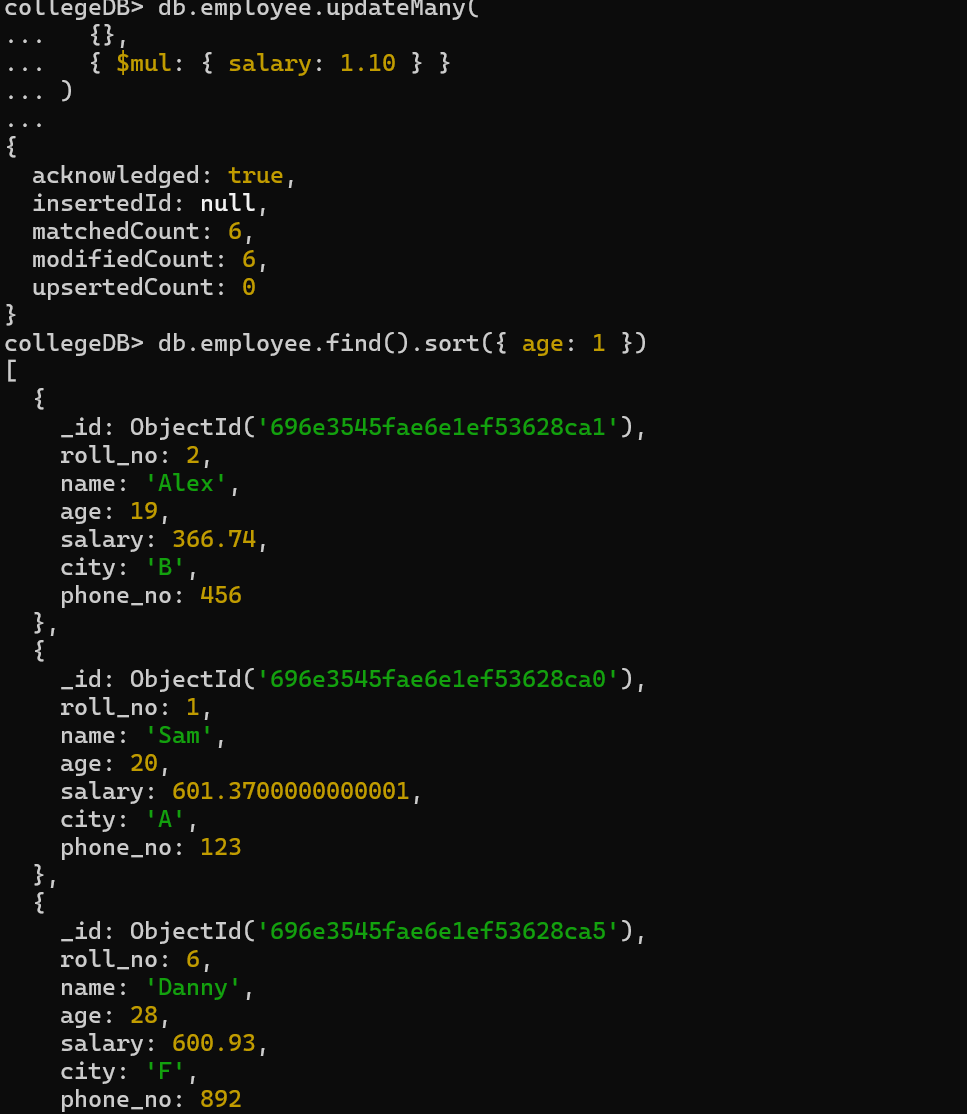 collegeDB> db.employee.updateMany(
...   {},
...   { $mul: { salary: 1.10 } }
... )
...
{
  acknowledged: true,
  insertedId: null,
  matchedCount: 6,
  modifiedCount: 6,
  upsertedCount: 0
}
collegeDB> db.employee.find().sort({ age: 1 })
[
  {
    _id: ObjectId('696e3545fae6e1ef53628ca1'),
    roll_no: 2,
    name: 'Alex',
    age: 19,
    salary: 366.74,
    city: 'B',
    phone_no: 456
  },
  {
    _id: ObjectId('696e3545fae6e1ef53628ca0'),
    roll_no: 1,
    name: 'Sam',
    age: 20,
    salary: 601.3700000000001,
    city: 'A',
    phone_no: 123
  },
  {
    _id: ObjectId('696e3545fae6e1ef53628ca5'),
    roll_no: 6,
    name: 'Danny',
    age: 28,
    salary: 600.93,
    city: 'F',
    phone_no: 892